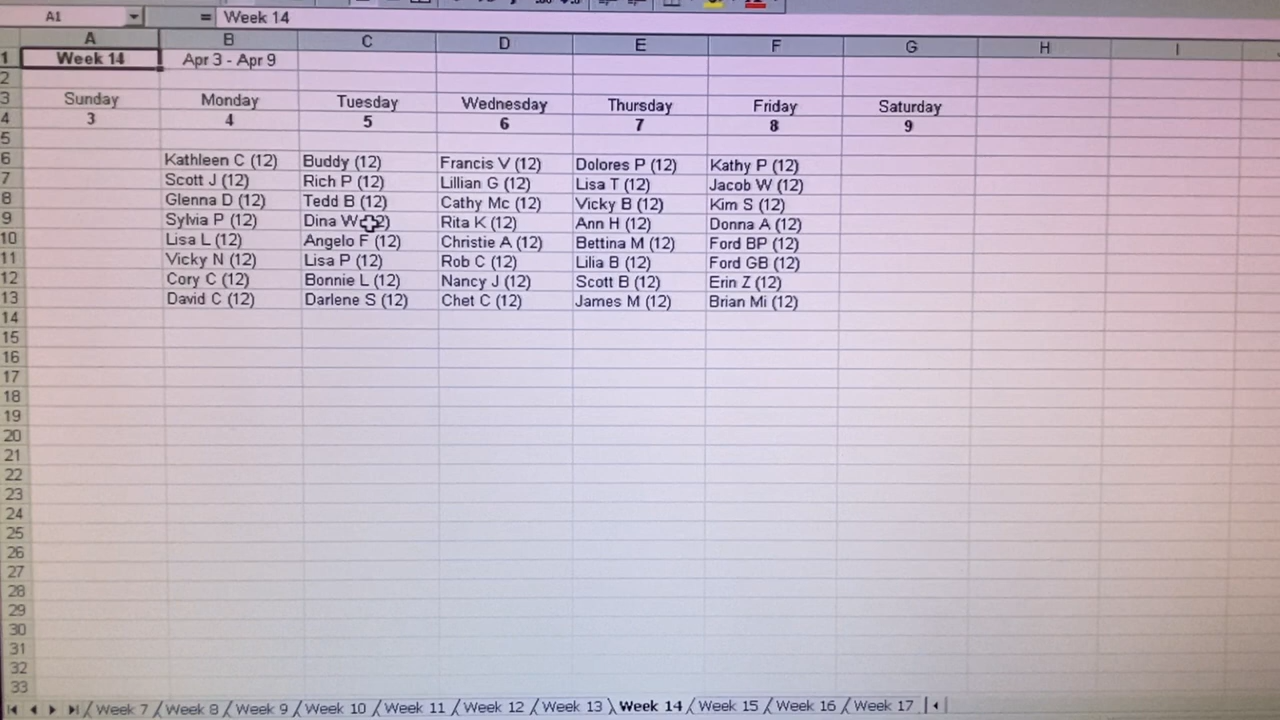 A1 = Week 14
A B C D E F G H I
1 Week 14 Apr 3 - Apr 9
2
3 Sunday Monday Tuesday Wednesday Thursday Friday Saturday
4 3 4 5 6 7 8 9
5
6 Kathleen C (12) Buddy (12) Francis V (12) Dolores P (12) Kathy P (12)
7 Scott J (12) Rich P (12) Lillian G (12) Lisa T (12) Jacob W (12)
8 Glenna D (12) Tedd B (12) Cathy Mc (12) Vicky B (12) Kim S (12)
9 Sylvia P (12) Dina W Rita K (12) Ann H (12) Donna A (12)
10 Lisa L (12) Angelo F (12) Christie A (12) Bettina M (12) Ford BP (12)
11 Vicky N (12) Lisa P (12) Rob C (12) Lilia B (12) Ford GB (12)
12 Cory C (12) Bonnie L (12) Nancy J (12) Scott B (12) Erin Z (12)
13 David C (12) Darlene S (12) Chet C (12) James M (12) Brian Mi (12)
14
15
16
17
18
19
20
21
22
23
24
25
26
27
28
29
30
31
32
33
Week 7 Week 8 Week 9 Week 10 Week 11 Week 12 Week 13 Week 14 Week 15 Week 16 Week 17